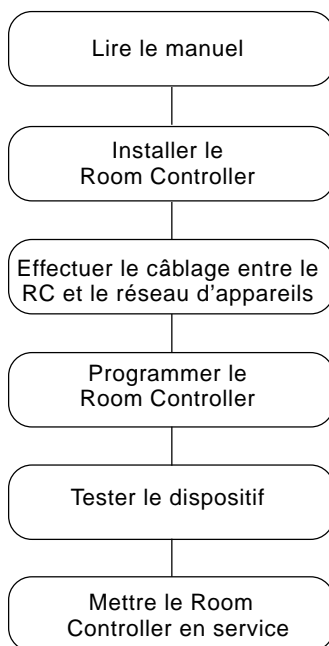 Lire le manuel
Installer le
Room Controller
Effectuer le câblage entre le
RC et le réseau d'appareils
Programmer le
Room Controller
Tester le dispositif
Mettre le Room
Controller en service